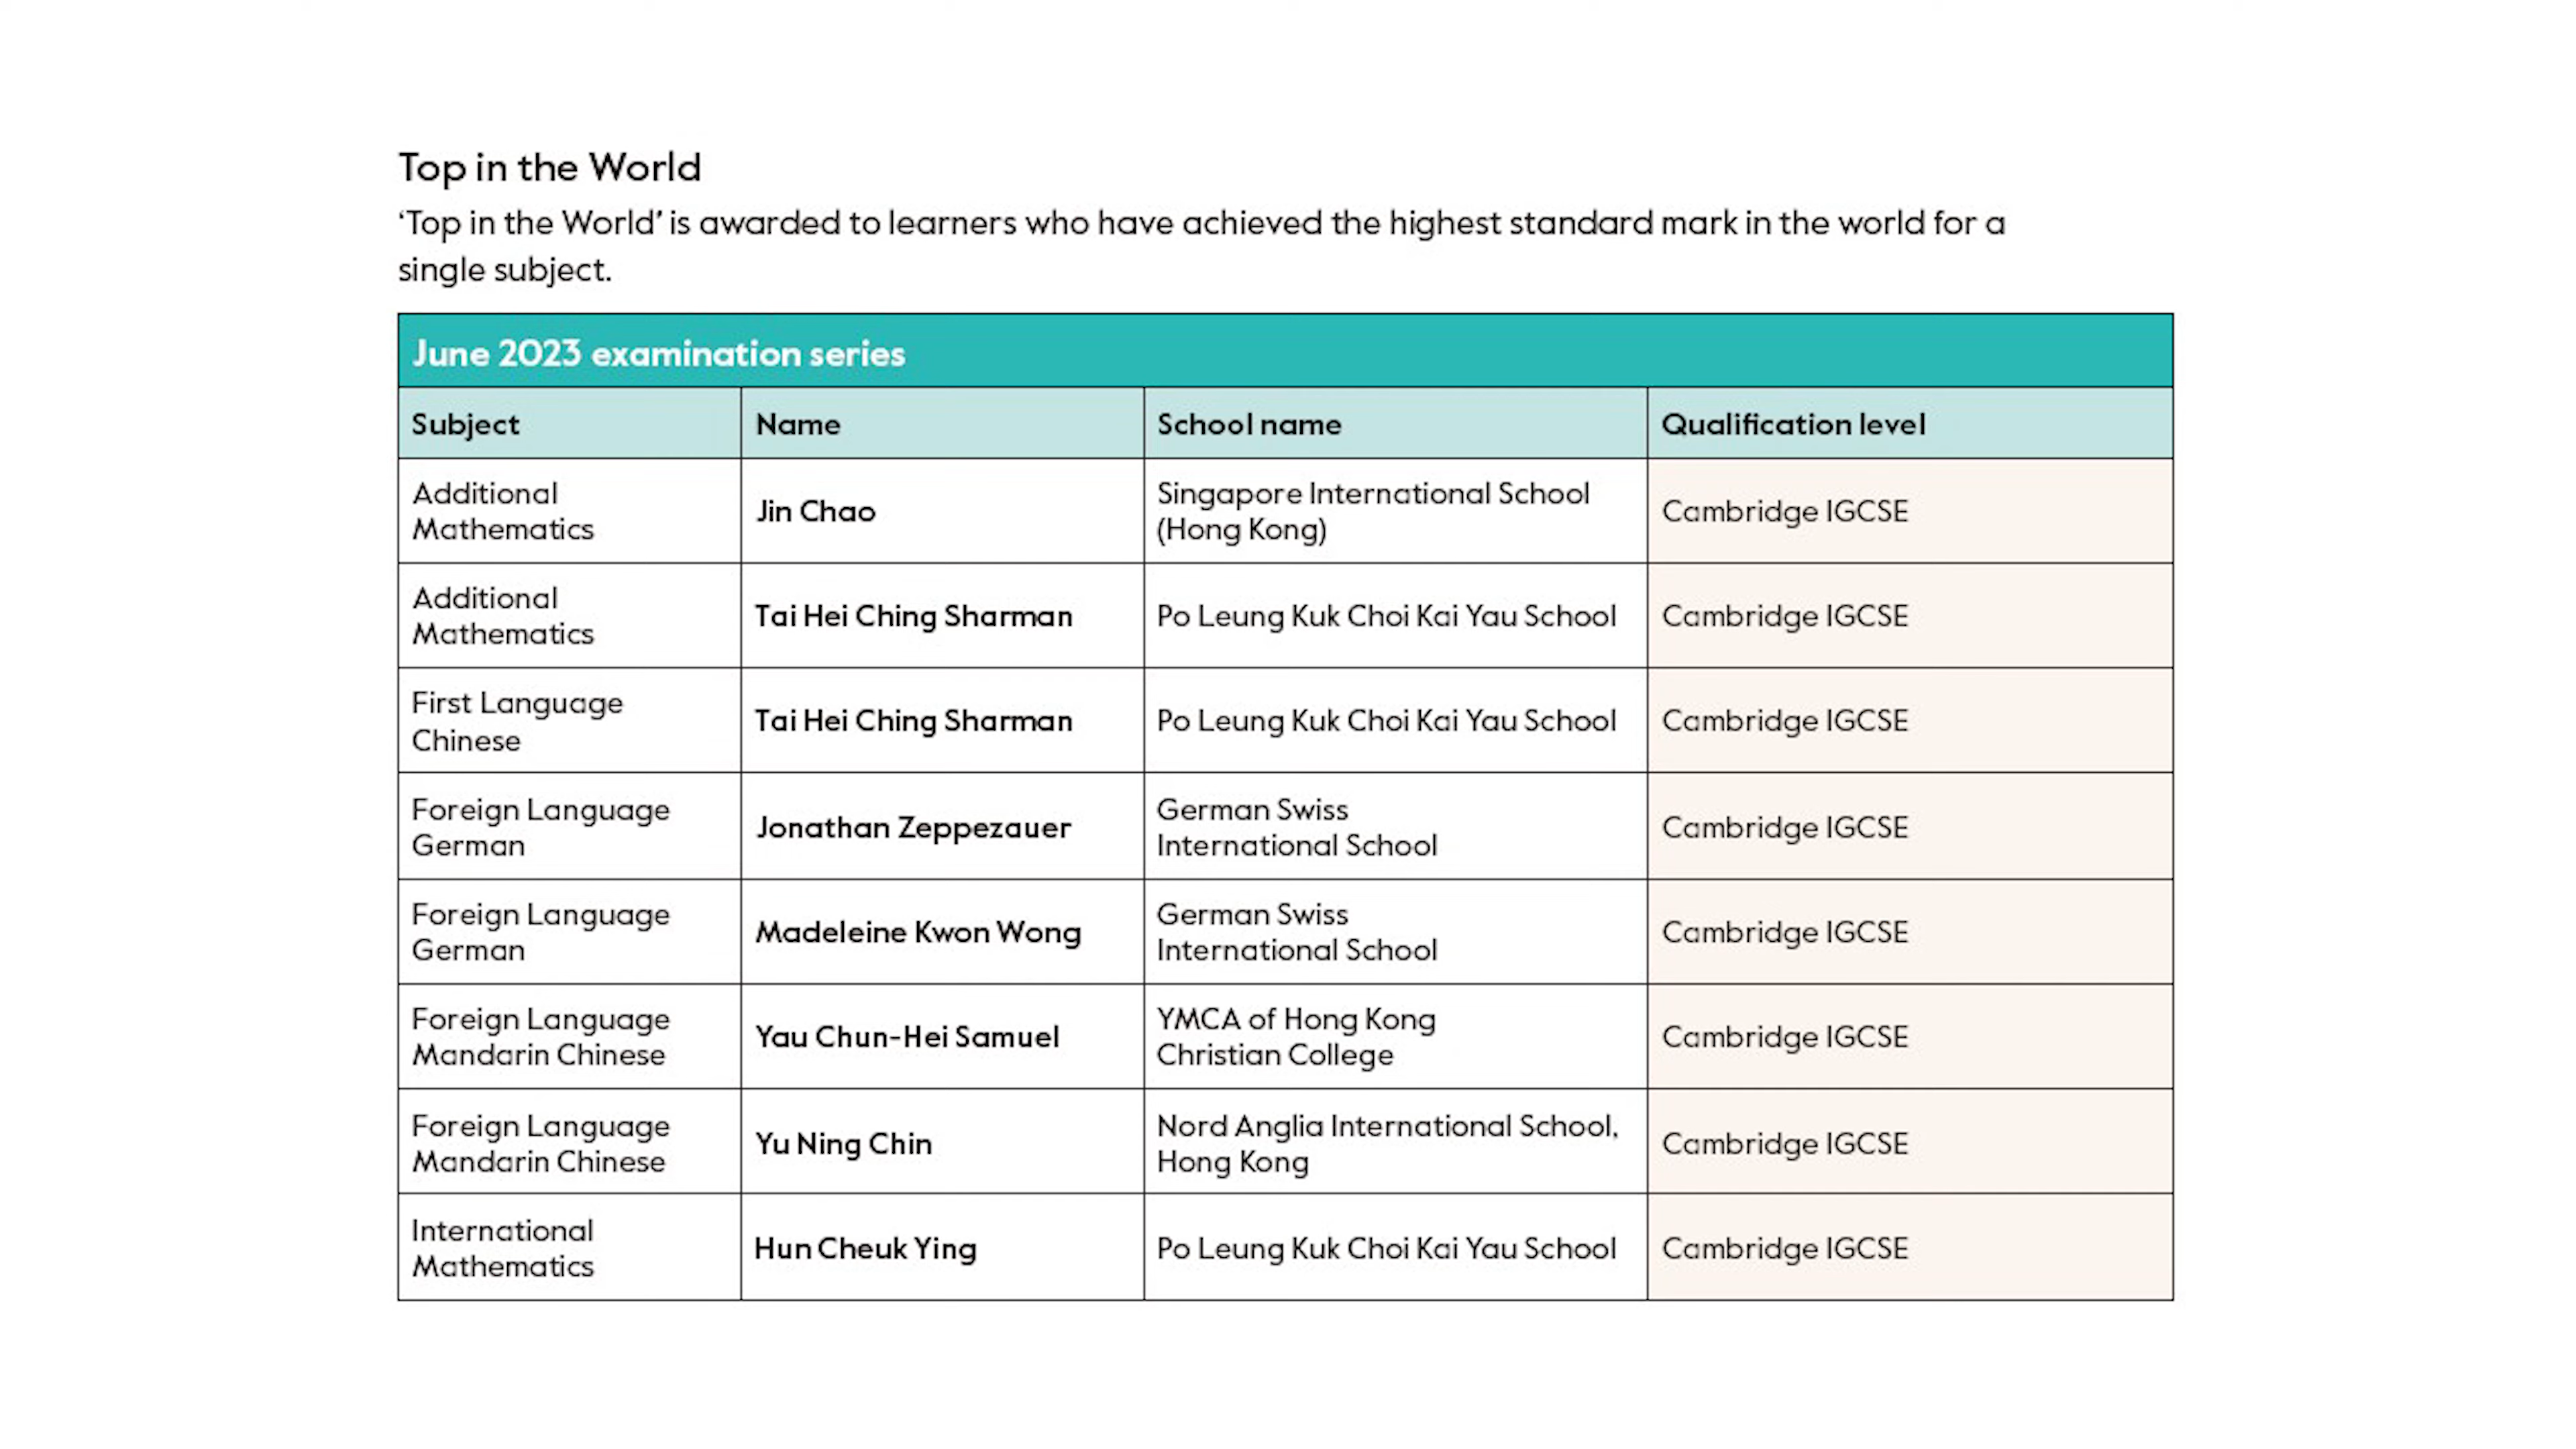 Top in the World
‘Top in the World’ is awarded to learners who have achieved the highest standard mark in the world for a
single subject.
June 2023 examination series
Subject Name School name Qualification level
Additional
Mathematics
Jin Chao
Singapore International School
(Hong Kong)
Cambridge IGCSE
Additional
Mathematics
Tai Hei Ching Sharman
Po Leung Kuk Choi Kai Yau School
Cambridge IGCSE
First Language
Chinese
Tai Hei Ching Sharman
Po Leung Kuk Choi Kai Yau School
Cambridge IGCSE
Foreign Language
German
Jonathan Zeppezauer
German Swiss
International School
Cambridge IGCSE
Foreign Language
German
Madeleine Kwon Wong
German Swiss
International School
Cambridge IGCSE
Foreign Language
Mandarin Chinese
Yau Chun-Hei Samuel
YMCA of Hong Kong
Christian College
Cambridge IGCSE
Foreign Language
Mandarin Chinese
Yu Ning Chin
Nord Anglia International School,
Hong Kong
Cambridge IGCSE
International
Mathematics
Hun Cheuk Ying
Po Leung Kuk Choi Kai Yau School
Cambridge IGCSE